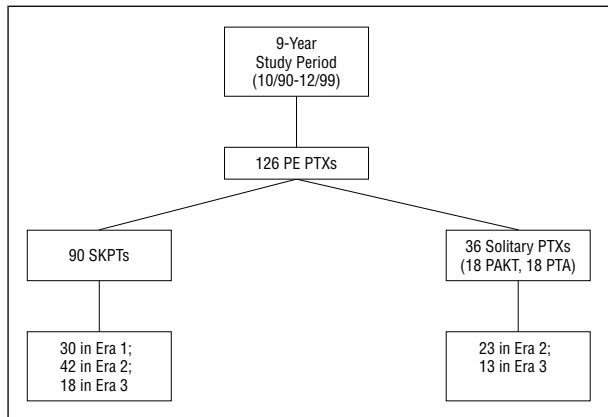 9-Year
Study Period
(10/90-12/99)
126 PE PTXs
90 SKPTs
36 Solitary PTXs
(18 PAKT, 18 PTA)
30 in Era 1;
42 in Era 2;
18 in Era 3
23 in Era 2;
13 in Era 3